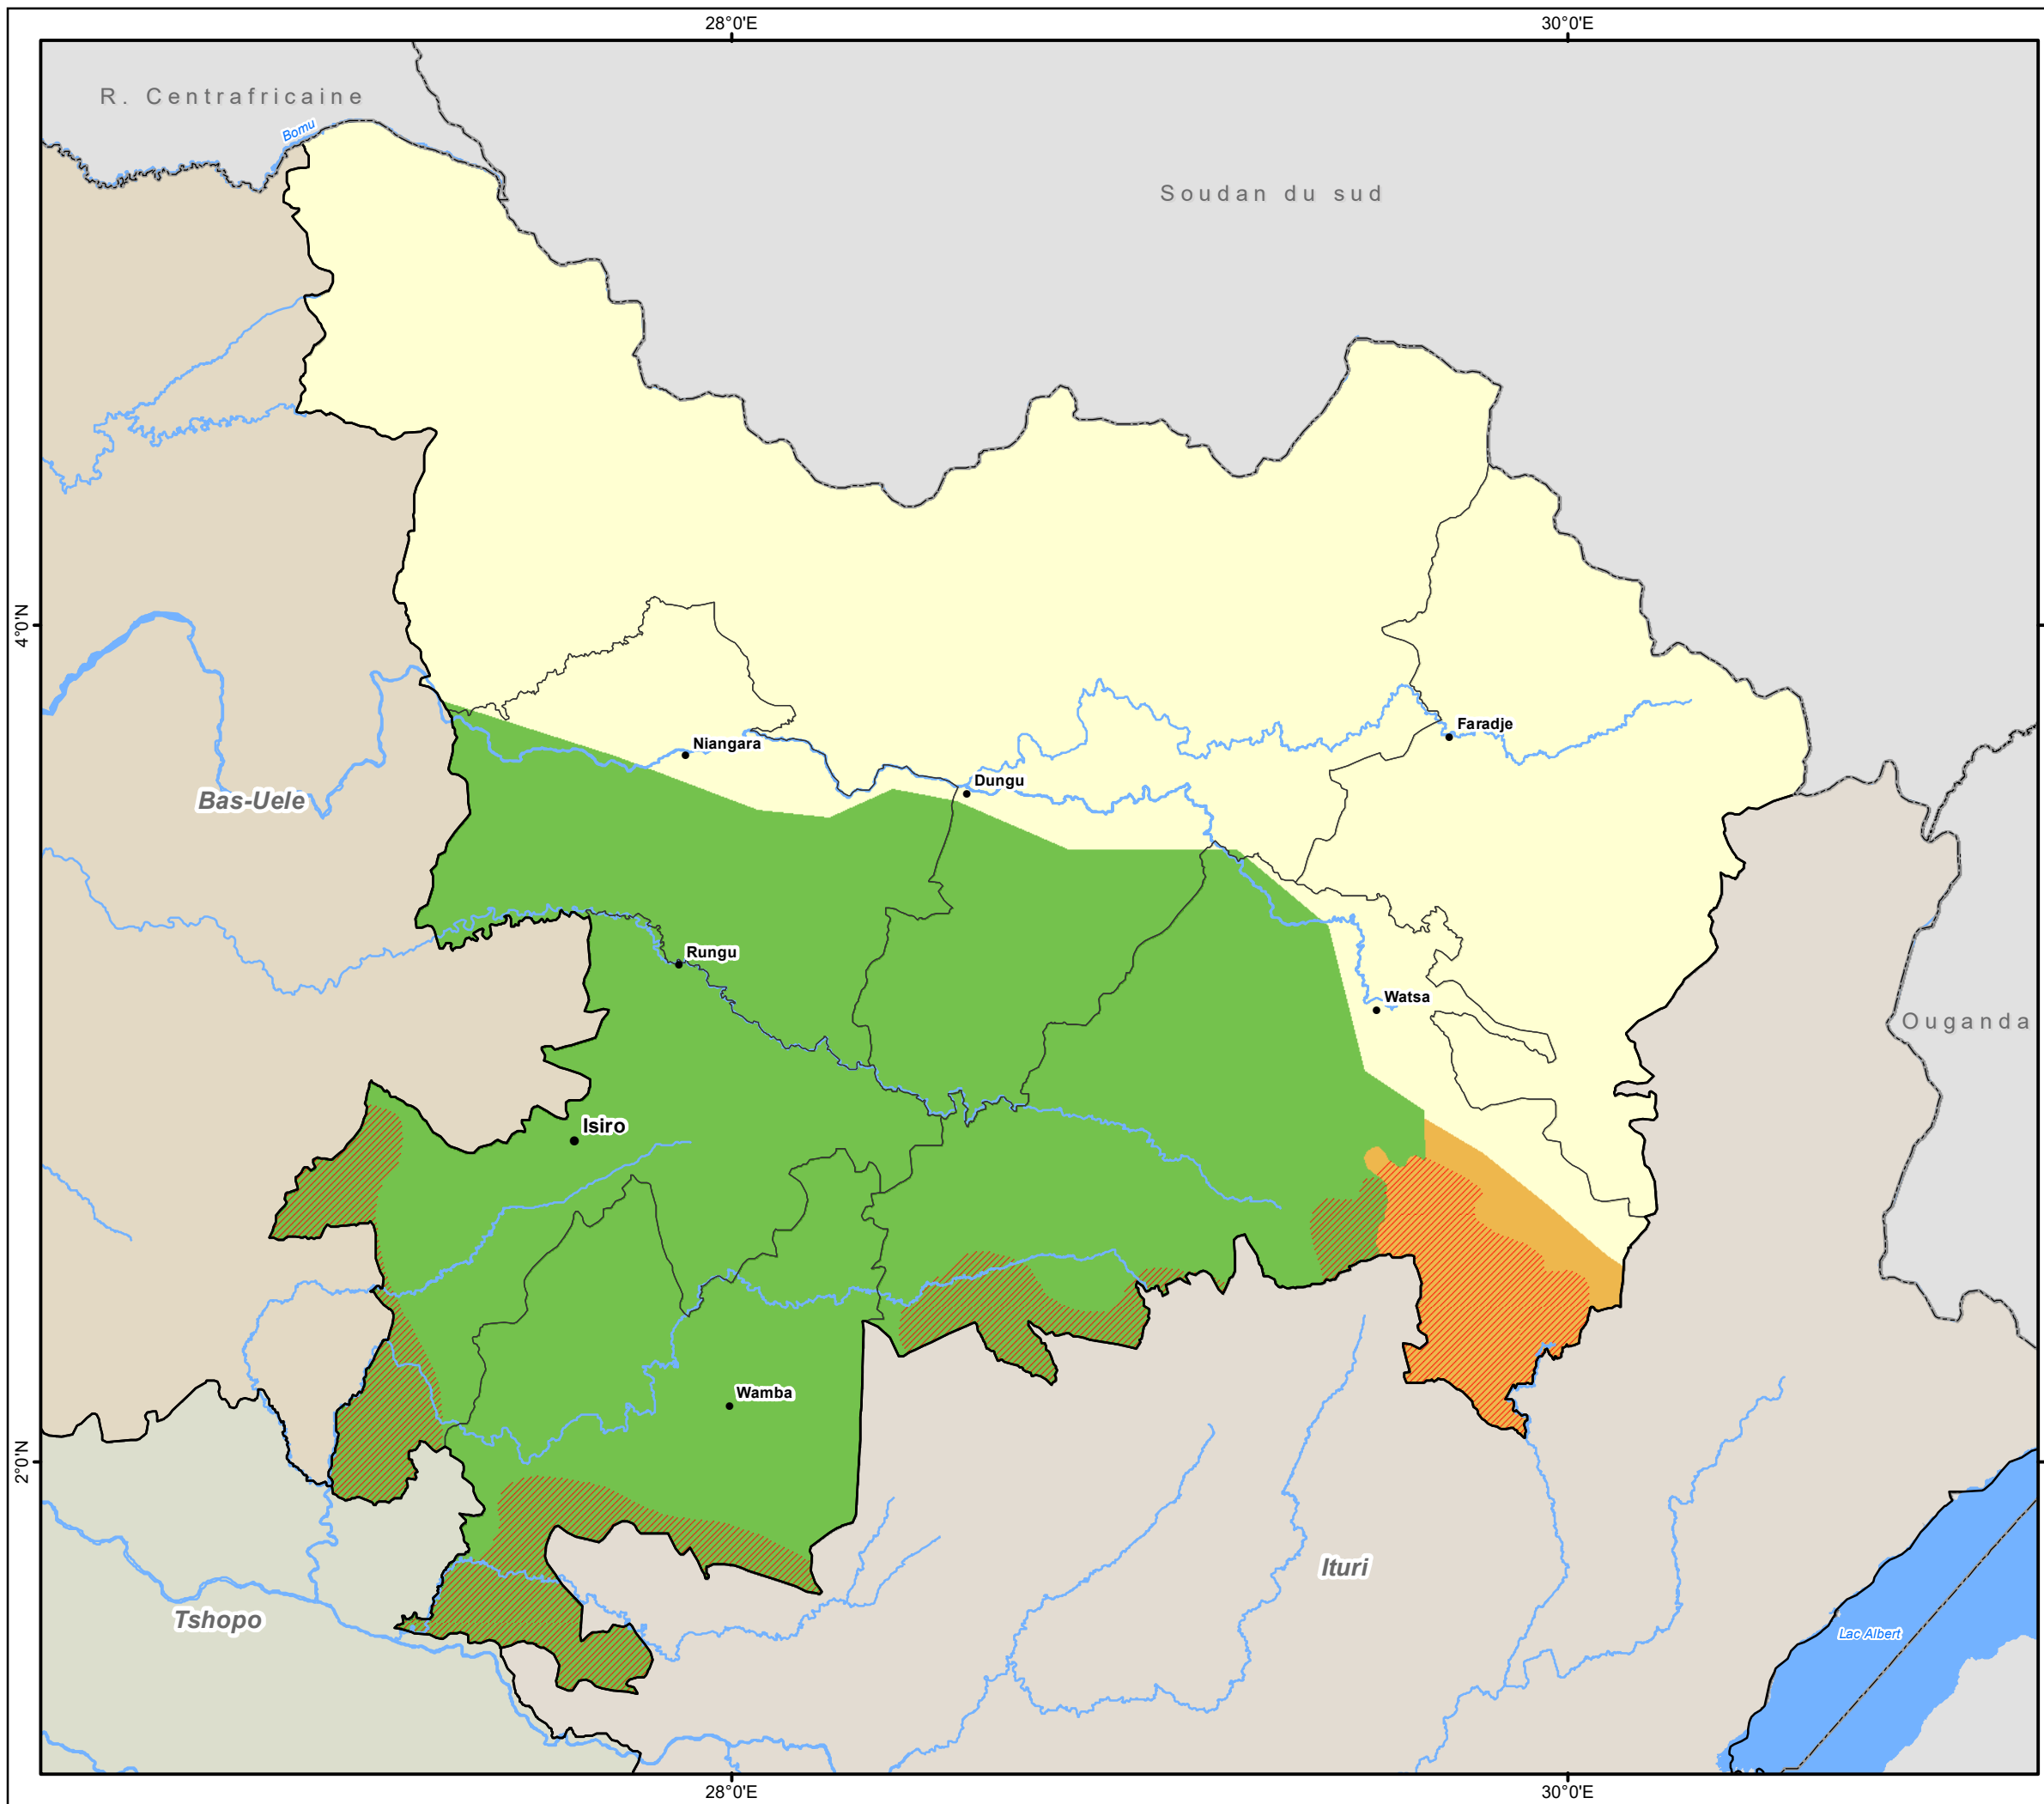 28°0'E
30°0'E
R. Centrafricaine
Bomu
Soudan du sud
4°0'N
Faradje
Niangara
Dungu
Bas-Uele
Rungu
Watsa
Ouganda
Isiro
Wamba
2°0'N
Ituri
Tshopo
Lac Albert
28°0'E
30°0'E